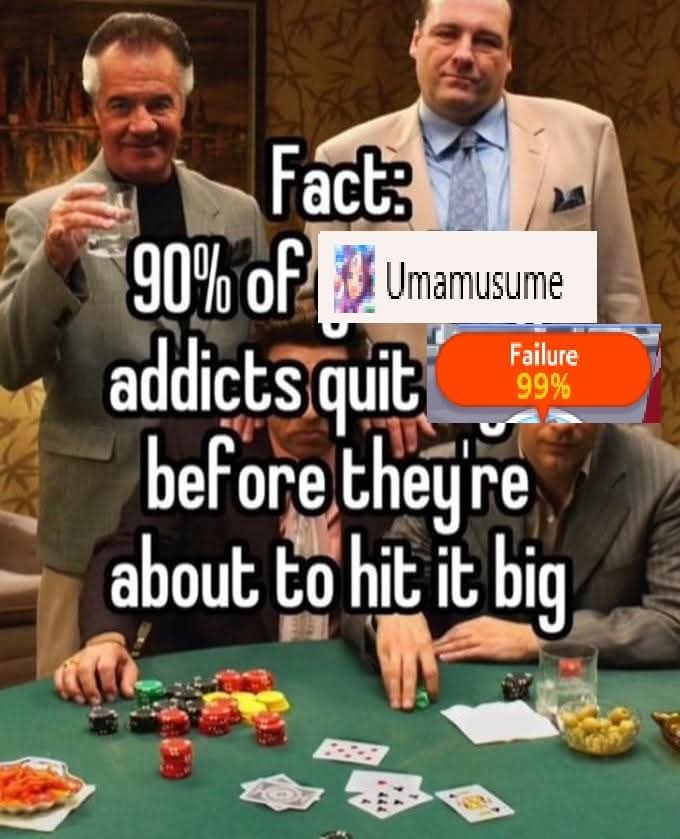 Fact:
90% of Umamusume
addicts quit Failure
99%
before they're
about to hit it big